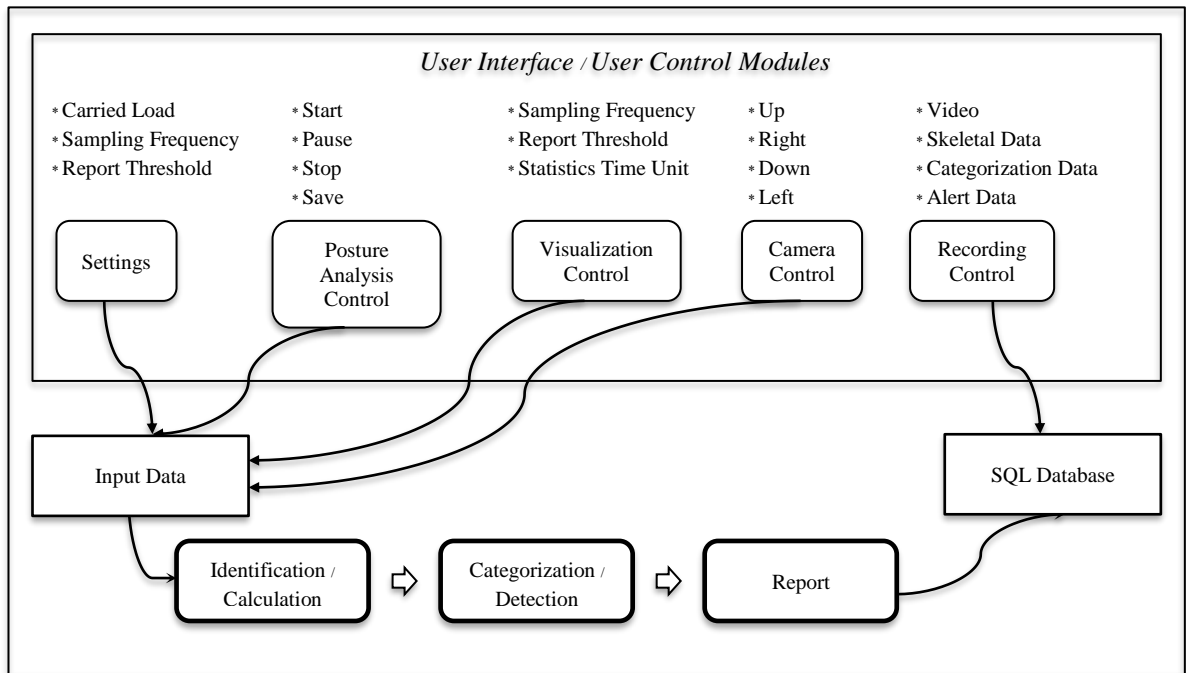 User Interface / User Control Modules
* Carried Load
* Sampling Frequency
* Report Threshold
* Start
* Pause
* Stop
* Save
* Sampling Frequency
* Report Threshold
* Statistics Time Unit
* Up
* Right
* Down
* Left
* Video
* Skeletal Data
* Categorization Data
* Alert Data
Settings
Posture
Analysis
Control
Visualization
Control
Camera
Control
Recording
Control
Input Data
SQL Database
Identification /
Calculation
Categorization /
Detection
Report